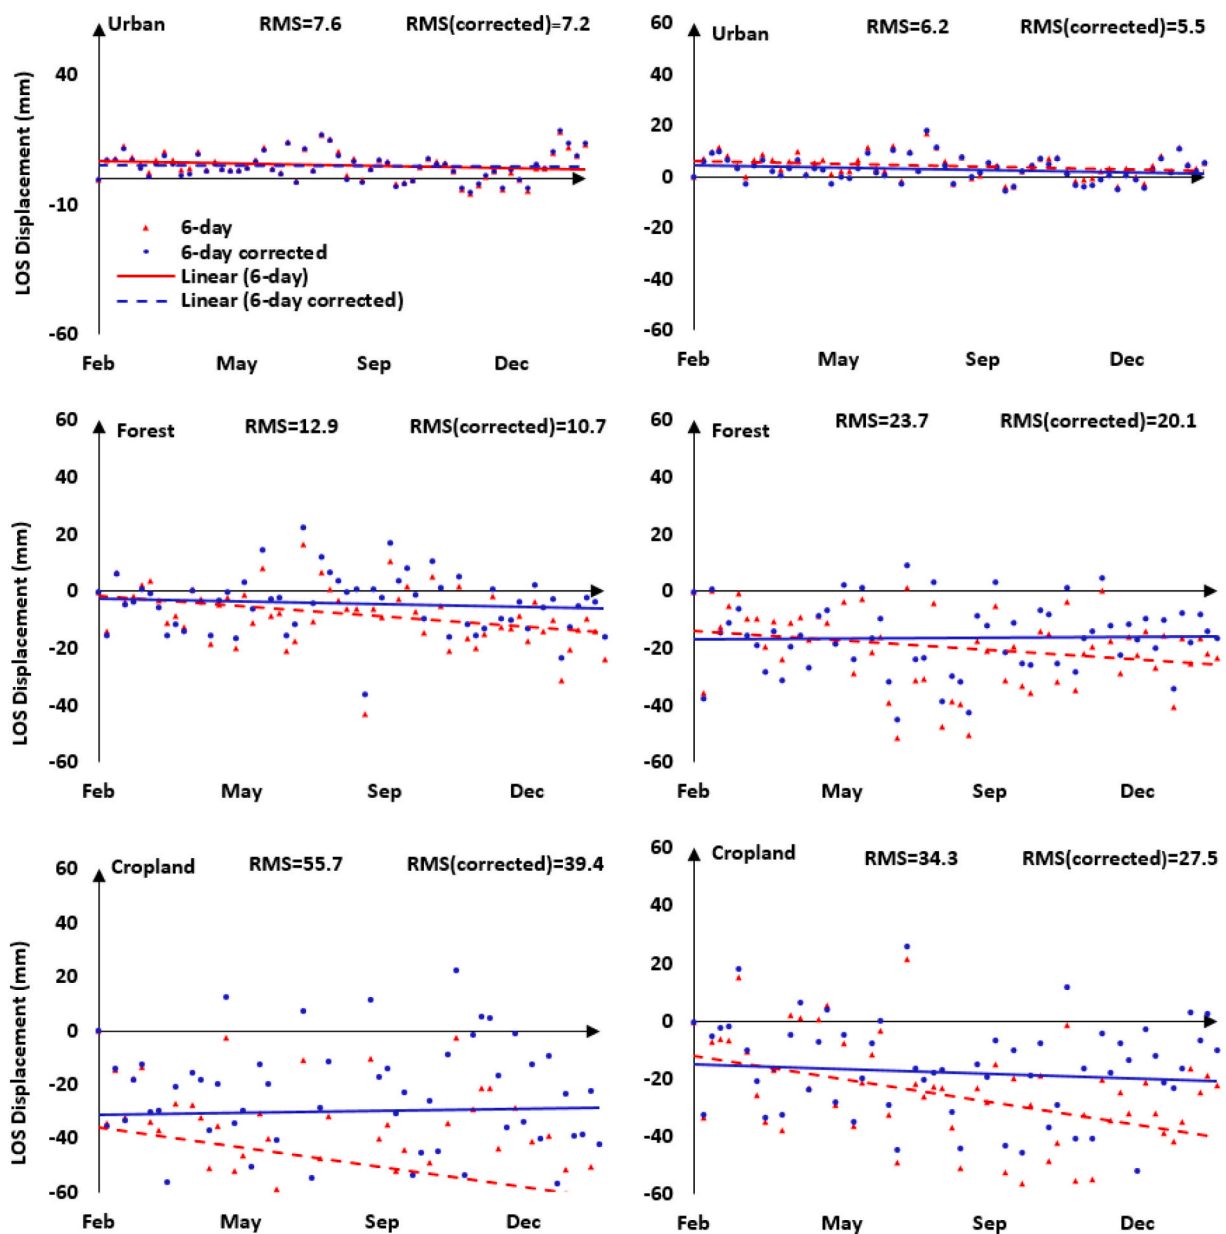 Urban RMS=7.6 RMS(corrected)=7.2
40
-10
-60
LOS Displacement (mm)
6-day
6-day corrected
Linear (6-day)
Linear (6-day corrected)
Feb May Sep Dec
60
Urban RMS=6.2 RMS(corrected)=5.5
40
20
0
-20
-40
-60
Feb May Sep Dec
60
Forest RMS=12.9 RMS(corrected)=10.7
40
20
0
-20
-40
-60
LOS Displacement (mm)
Feb May Sep Dec
60
Forest RMS=23.7 RMS(corrected)=20.1
40
20
0
-20
-40
-60
Feb May Sep Dec
60
Cropland RMS=55.7 RMS(corrected)=39.4
40
20
0
-20
-40
-60
LOS Displacement (mm)
Feb May Sep Dec
60
Cropland RMS=34.3 RMS(corrected)=27.5
40
20
0
-20
-40
-60
Feb May Sep Dec